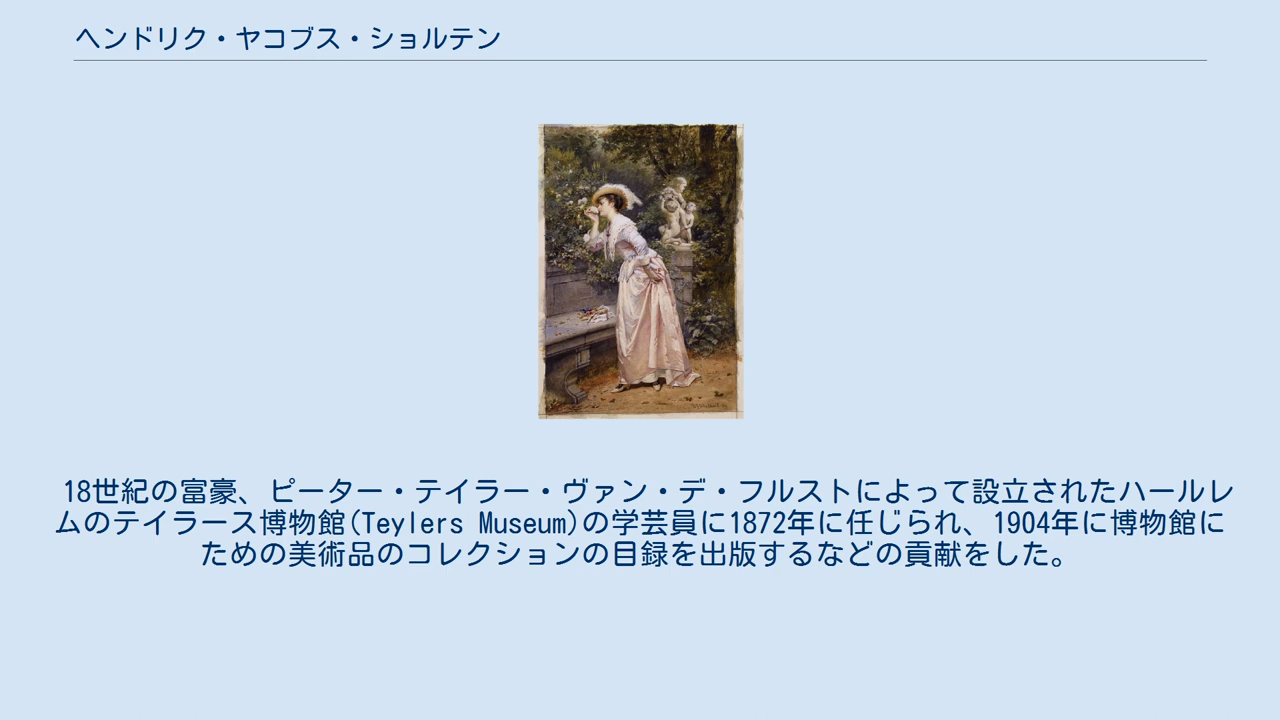 ヘンドリク・ヤコブス・ショルテン
18世紀の富豪、ピーター・テイラー・ヴァン・デ・フルストによって設立されたハールレ
ムのテイラース博物館(Teylers Museum)の学芸員に1872年に任じられ、1904年に博物館に
ための美術品のコレクションの目録を出版するなどの貢献をした。